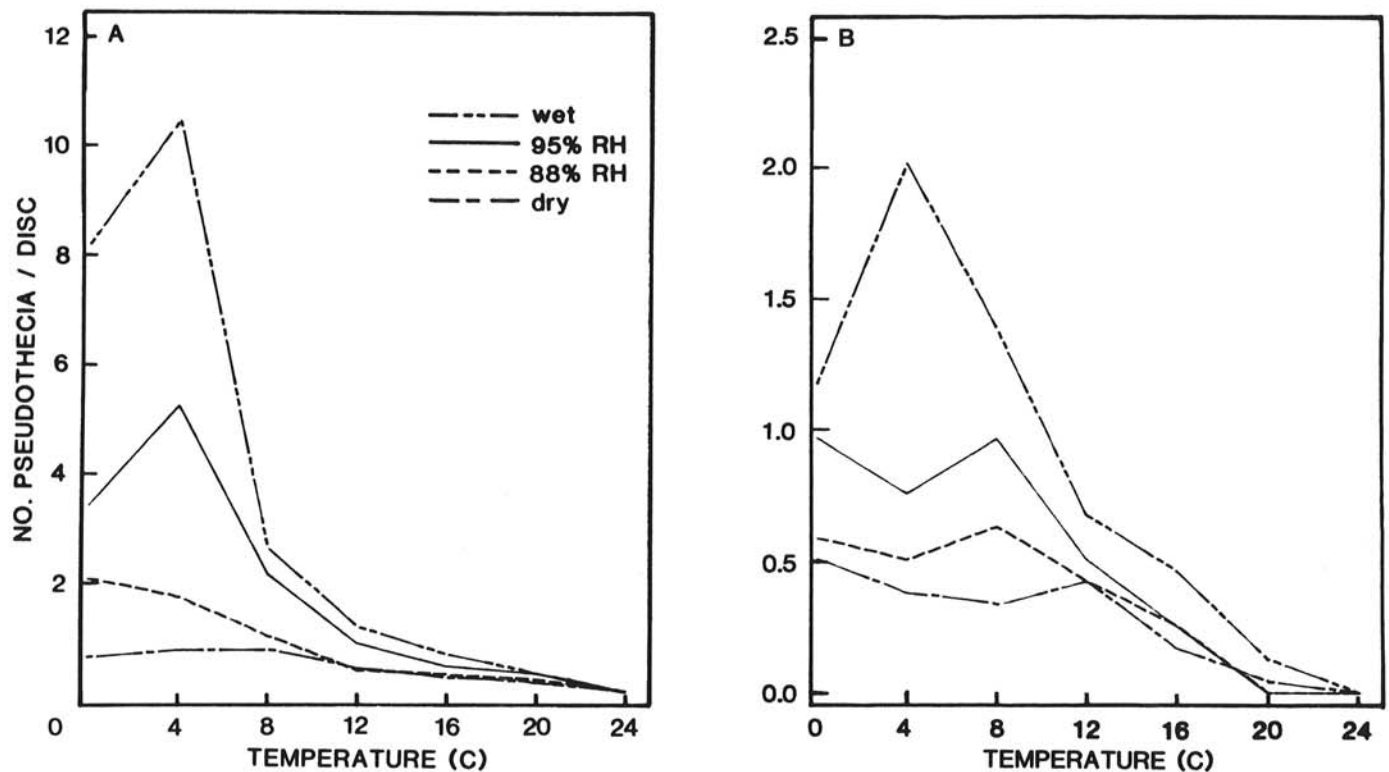 A
12
10
8
6
4
2
0
NO. PSEUDOTHECIA / DISC
wet
95% RH
88% RH
dry
4 8 12 16 20 24
TEMPERATURE (C)
B
2.5
2.0
1.5
1.0
0.5
0.0
0 4 8 12 16 20 24
TEMPERATURE (C)